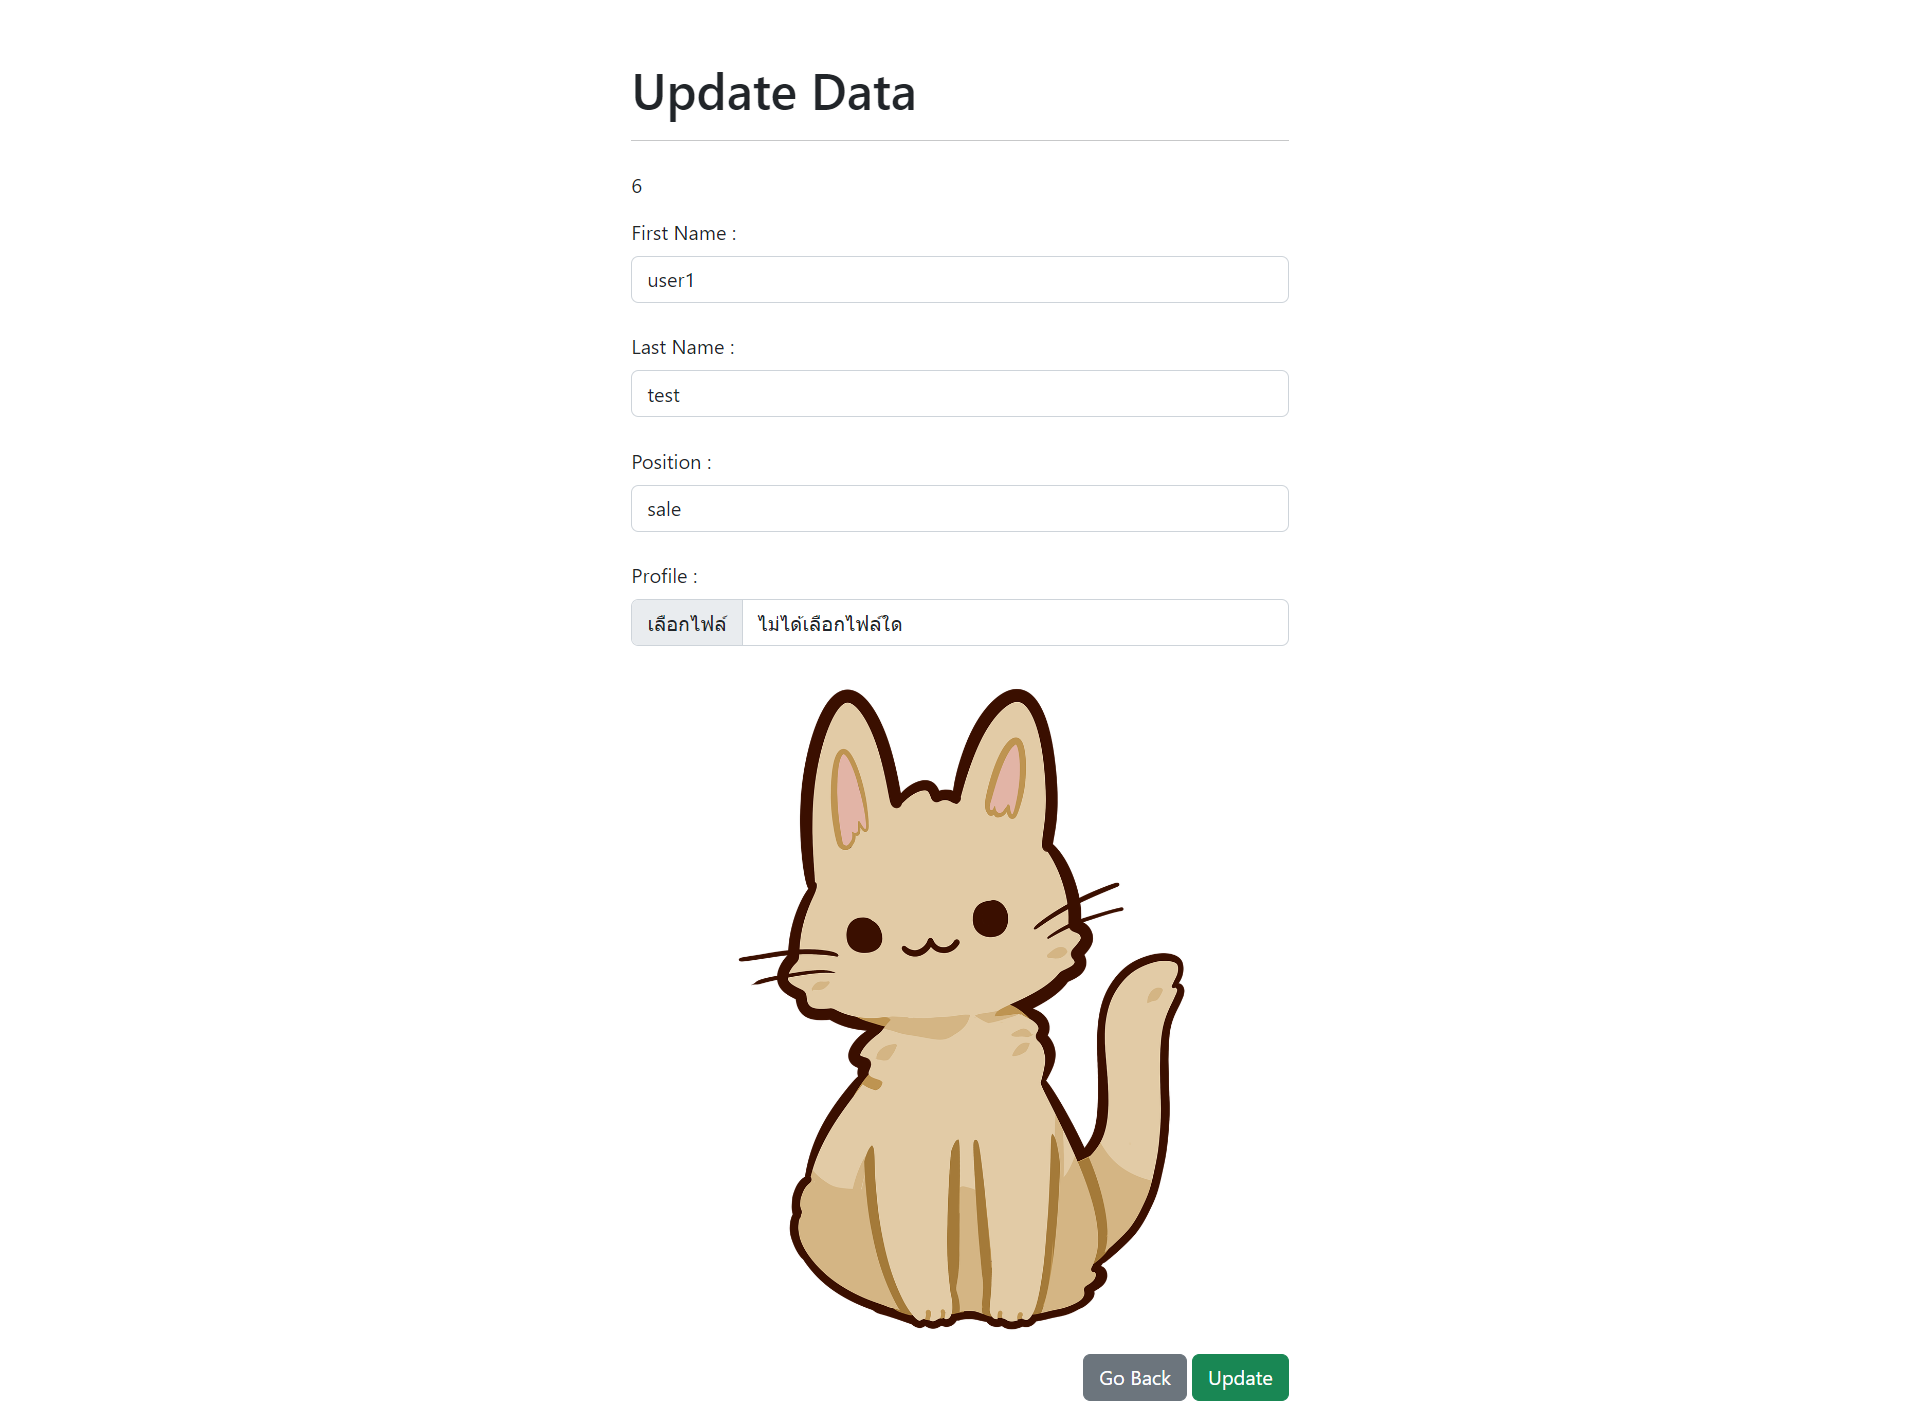 Update Data
6
First Name :
user1
Last Name :
test
Position :
sale
Profile :
เลือกไฟล์ ไม่ได้เลือกไฟล์ใด
Go Back Update